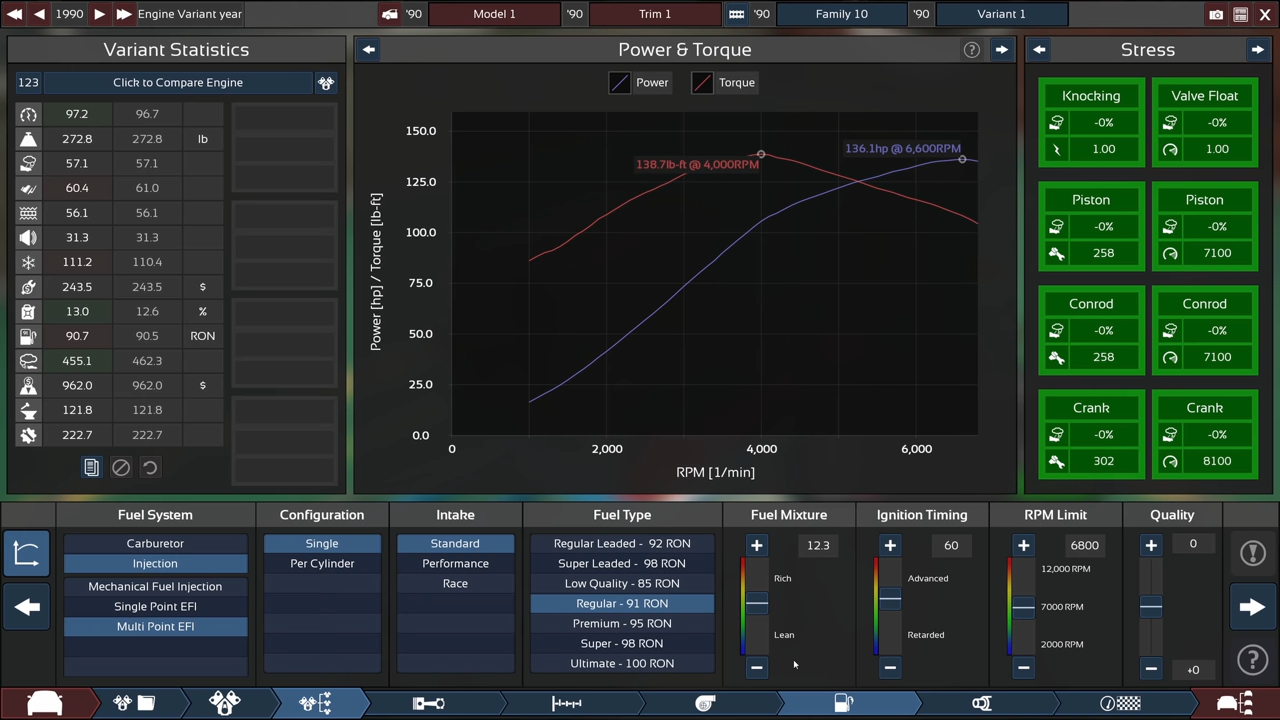 1990 Engine Variant year '90 Model 1 '90 Trim 1 '90 Family 10 '90 Variant 1
Variant Statistics
123 Click to Compare Engine
97.2 96.7
272.8 272.8 lb
57.1 57.1
60.4 61.0
56.1 56.1
31.3 31.3
111.2 110.4
243.5 243.5 $
13.0 12.6 %
90.7 90.5 RON
455.1 462.3
962.0 962.0 $
121.8 121.8
222.7 222.7
Power & Torque ?
Power Torque
Power [hp] / Torque [lb-ft]
150.0
125.0
100.0
75.0
50.0
25.0
0.0
138.7lb-ft @ 4,000RPM
136.1hp @ 6,600RPM
0 2,000 4,000 6,000
RPM [1/min]
Stress
Knocking Valve Float
-0% -0%
1.00 1.00
Piston Piston
-0% -0%
258 7100
Conrod Conrod
-0% -0%
258 7100
Crank Crank
-0% -0%
302 8100
Fuel System
Carburetor
Injection
Mechanical Fuel Injection
Single Point EFI
Multi Point EFI
Configuration
Single
Per Cylinder
Intake
Standard
Performance
Race
Fuel Type
Regular Leaded - 92 RON
Super Leaded - 98 RON
Low Quality - 85 RON
Regular - 91 RON
Premium - 95 RON
Super - 98 RON
Ultimate - 100 RON
Fuel Mixture
+ 12.3
Rich
Lean
−
Ignition Timing
+ 60
Advanced
Retarded
−
RPM Limit
+ 6800
12,000 RPM
7000 RPM
2000 RPM
−
Quality
+ 0
− +0
!
?